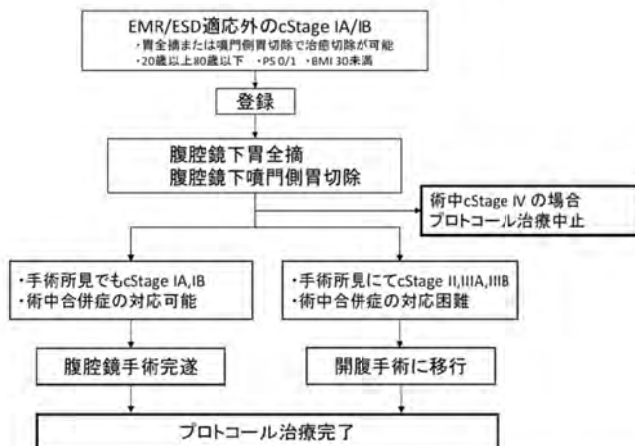 EMR/ESD適応外のcStage IA/IB
・胃全摘または噴門側胃切除で治癒切除が可能
・20歳以上80歳以下　・PS 0/1　・BMI 30未満
登録
腹腔鏡下胃全摘
腹腔鏡下噴門側胃切除
術中cStage IV の場合
プロトコール治療中止
・手術所見でもcStage IA,IB
・術中合併症の対応可能
・手術所見にてcStage II,IIIA,IIIB
・術中合併症の対応困難
腹腔鏡手術完遂
開腹手術に移行
プロトコール治療完了